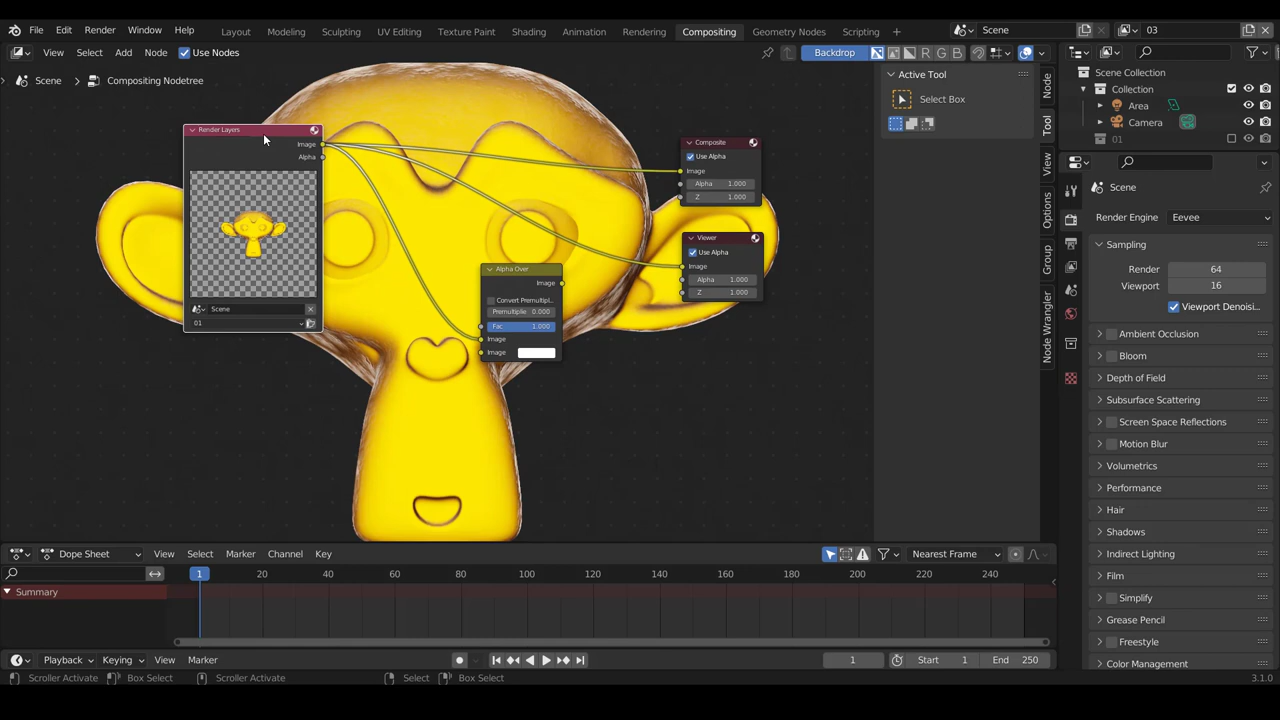 File Edit Render Window Help
Layout Modeling Sculpting UV Editing Texture Paint Shading Animation Rendering Compositing Geometry Nodes Scripting
Scene
03
View Select Add Node Use Nodes
Backdrop
R G B
Scene
Compositing Nodetree
Render Layers
Image
Alpha
Scene
01
Alpha Over
Image
Convert Premultipl...
Premultiplie 0.000
Fac 1.000
Image
Image
Composite
Use Alpha
Image
Alpha 1.000
Z 1.000
Viewer
Use Alpha
Image
Alpha 1.000
Z 1.000
Active Tool
Select Box
Node
Tool
View
Options
Group
Node Wrangler
Scene Collection
Collection
Area
Camera
01
Scene
Render Engine Eevee
Sampling
Render 64
Viewport 16
Viewport Denoisi...
Ambient Occlusion
Bloom
Depth of Field
Subsurface Scattering
Screen Space Reflections
Motion Blur
Volumetrics
Performance
Hair
Shadows
Indirect Lighting
Film
Simplify
Grease Pencil
Freestyle
Color Management
Dope Sheet View Select Marker Channel Key
Nearest Frame
1 20 40 60 80 100 120 140 160 180 200 220 240
Summary
Playback Keying View Marker
1 Start 1 End 250
Scroller Activate Box Select Scroller Activate Select Box Select
3.1.0